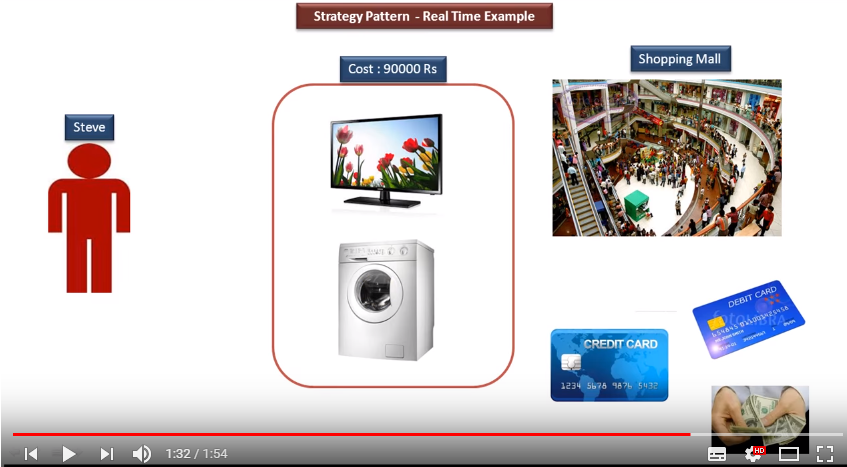 Strategy Pattern - Real Time Example
Cost : 90000 Rs
Shopping Mall
Steve
DEBIT CARD
CREDIT CARD
1234 5678 9876 5432
1:32 / 1:54
HD